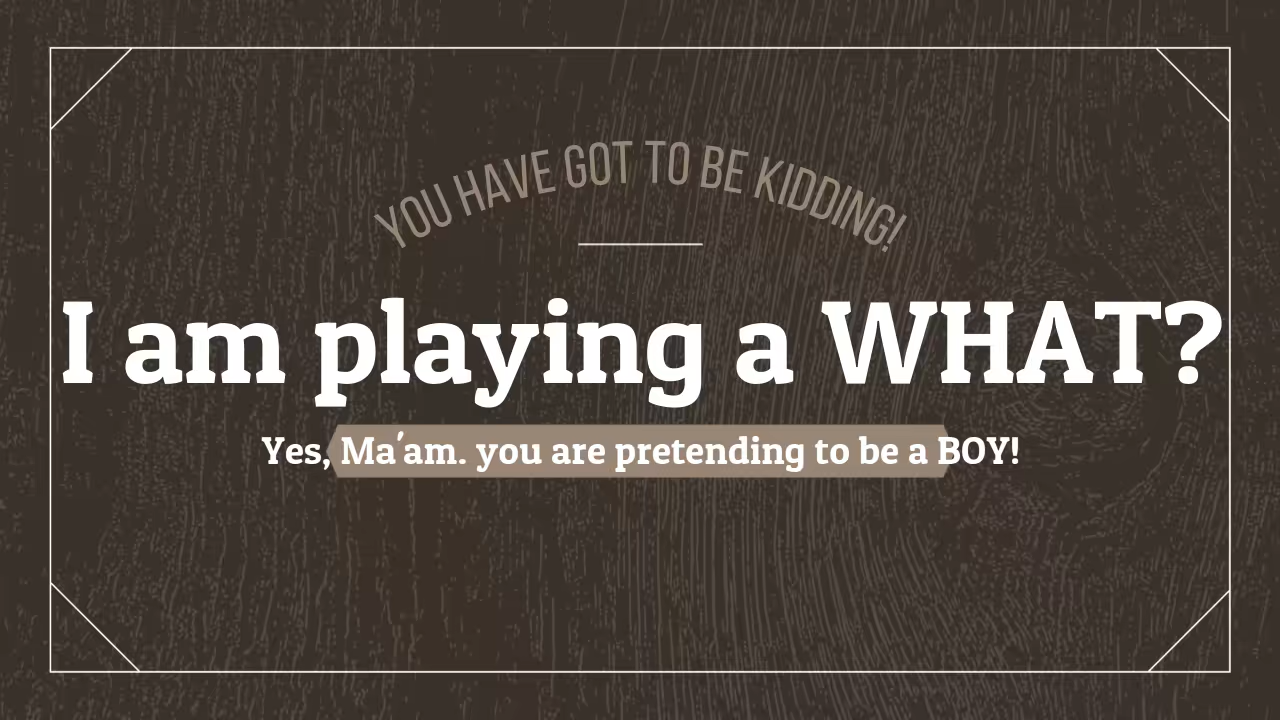 YOU HAVE GOT TO BE KIDDING!
I am playing a WHAT?
Yes, Ma'am. you are pretending to be a BOY!